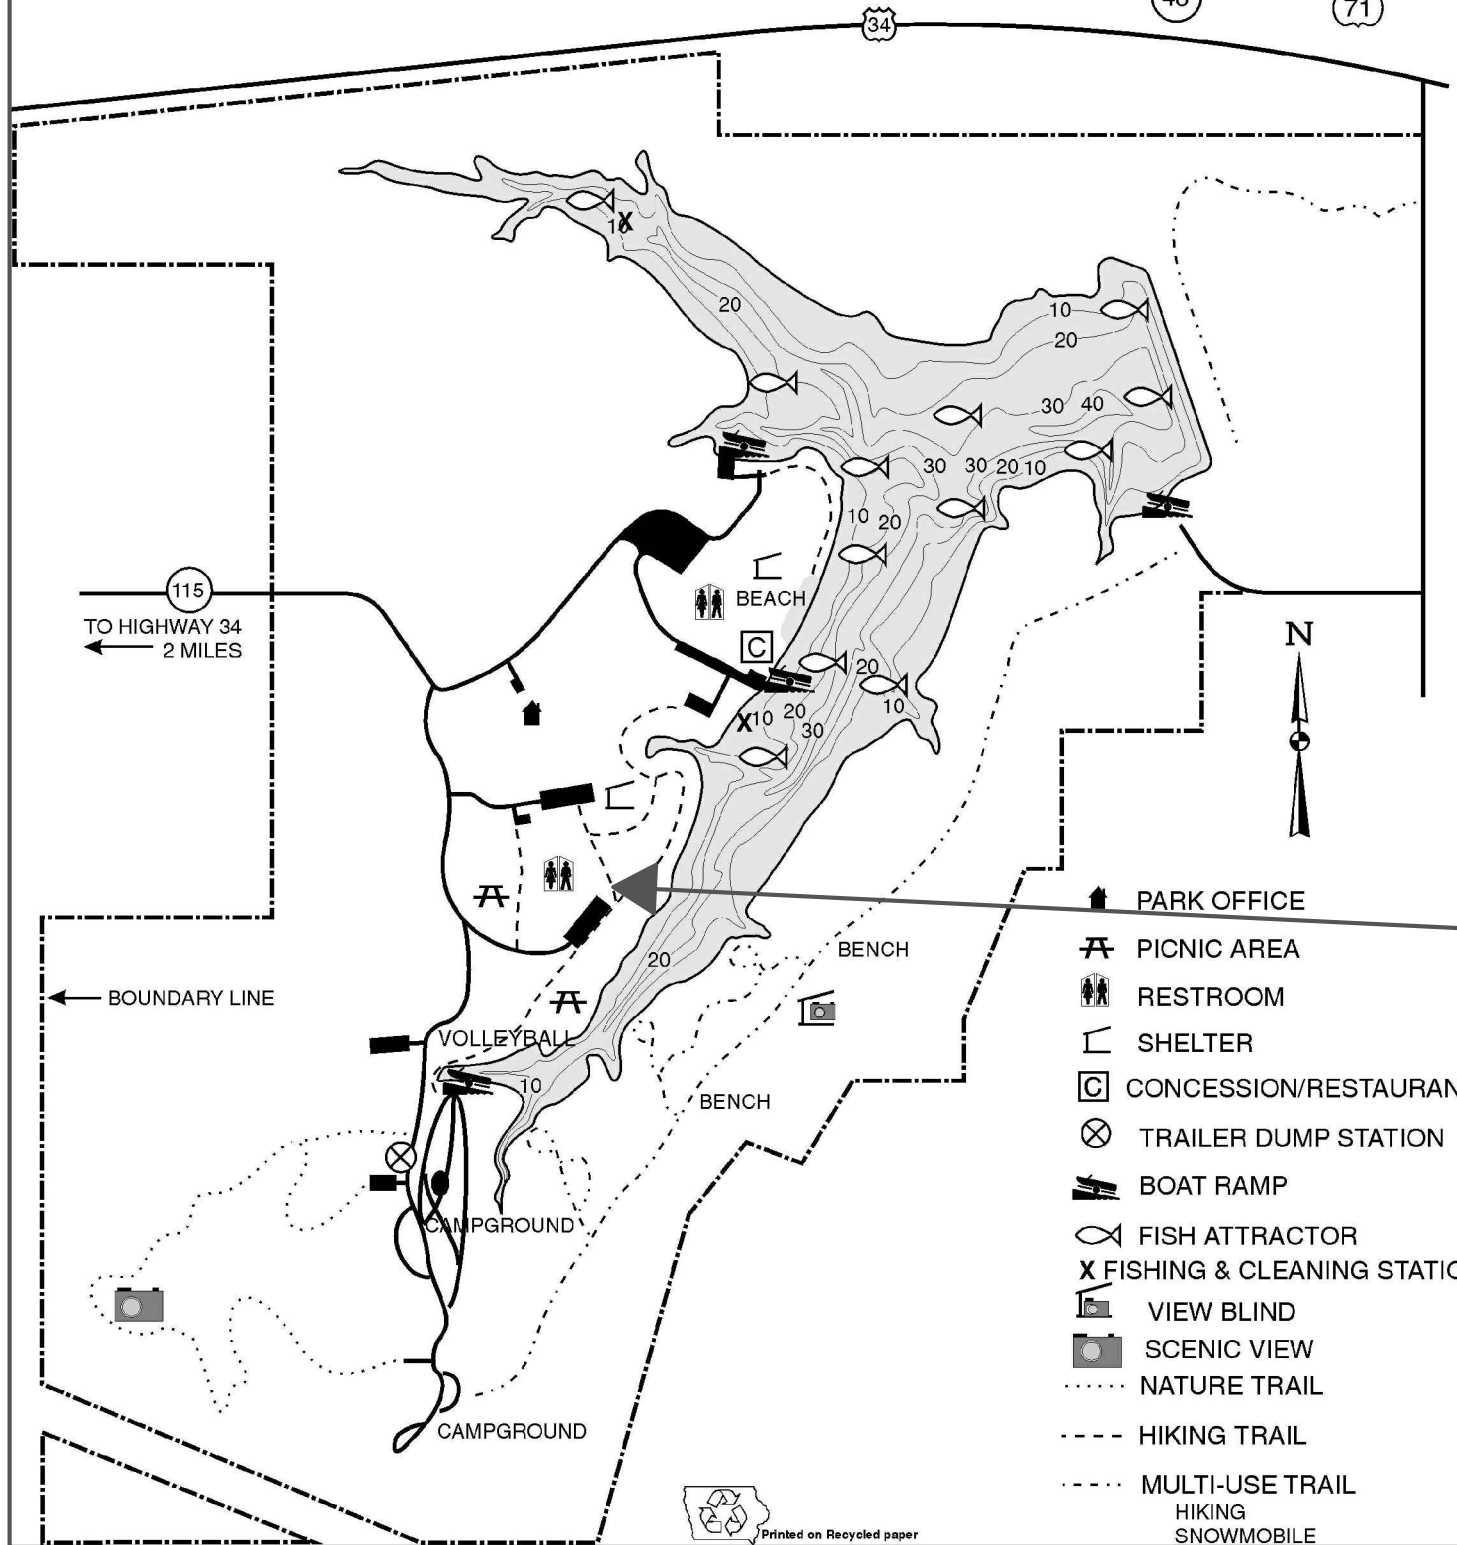 34
71
10
20
10
20
30 40
30
30 20 10
10 20
115
TO HIGHWAY 34
2 MILES
BEACH
C
N
20
10
X
10
20
30
PARK OFFICE
BENCH
PICNIC AREA
20
RESTROOM
BOUNDARY LINE
VOLLEYBALL
SHELTER
10
BENCH
C CONCESSION/RESTAURAN
TRAILER DUMP STATION
BOAT RAMP
CAMPGROUND
FISH ATTRACTOR
X FISHING & CLEANING STATIO
VIEW BLIND
SCENIC VIEW
NATURE TRAIL
CAMPGROUND
HIKING TRAIL
MULTI-USE TRAIL
HIKING
SNOWMOBILE
Printed on Recycled paper